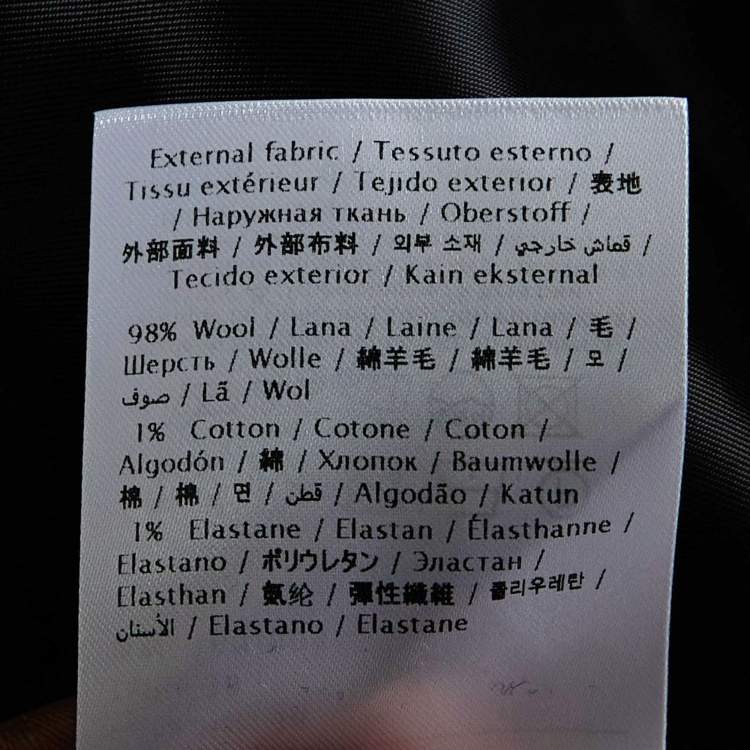 External fabric / Tessuto esterno /
Tissu extérieur / Tejido exterior / 表地
/ Наружная ткань / Oberstoff /
外部面料 / 外部布料 / 외부 소재 / قماش خارجي /
Tecido exterior / Kain eksternal
98% Wool / Lana / Laine / Lana / 毛 /
Шерсть / Wolle / 綿羊毛 / 綿羊毛 / 모 /
صوف / Lã / Wol
1% Cotton / Cotone / Coton /
Algodón / 綿 / Хлопок / Baumwolle /
棉 / 棉 / 면 / قطن / Algodão / Katun
1% Elastane / Elastan / Élasthanne /
Elastano / ポリウレタン / Эластан /
Elasthan / 氨纶 / 彈性纖維 / 폴리우레탄 /
الأسنان / Elastano / Elastane